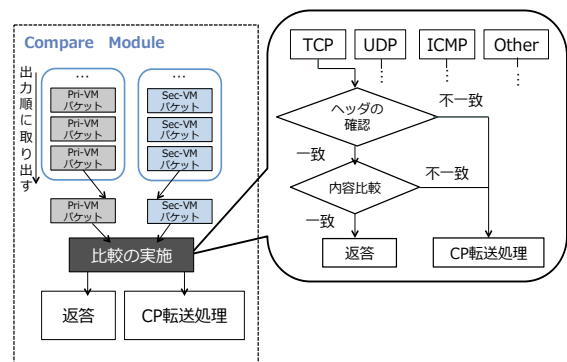 Compare Module
出力順に取り出す
…
Pri-VM
パケット
Pri-VM
パケット
Pri-VM
パケット
…
Sec-VM
パケット
Sec-VM
パケット
Sec-VM
パケット
Pri-VM
パケット
Sec-VM
パケット
比較の実施
返答
CP転送処理
TCP
UDP
ICMP
Other
…
…
…
ヘッダの
確認
不一致
一致
内容比較
不一致
一致
返答
CP転送処理